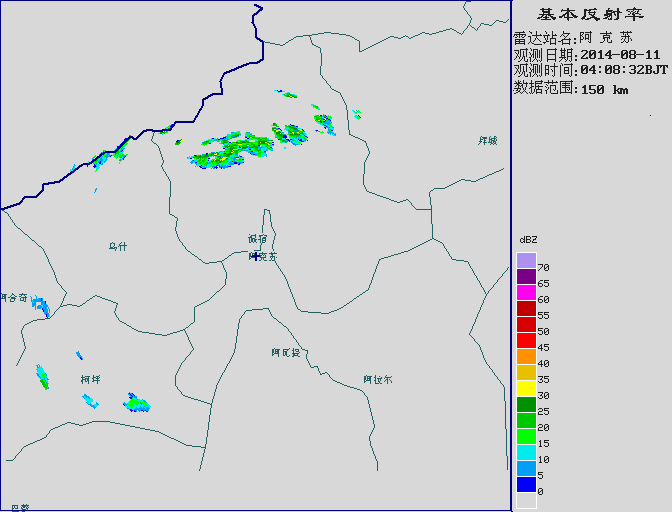 基本反射率
雷达站名:阿 克 苏
观测日期:2014-08-11
观测时间:04:08:32BJT
数据范围:150 km
拜城
乌什
温宿
阿克苏
阿合奇
阿瓦提
阿拉尔
柯坪
巴楚
dBZ
70
65
60
55
50
45
40
35
30
25
20
15
10
5
0